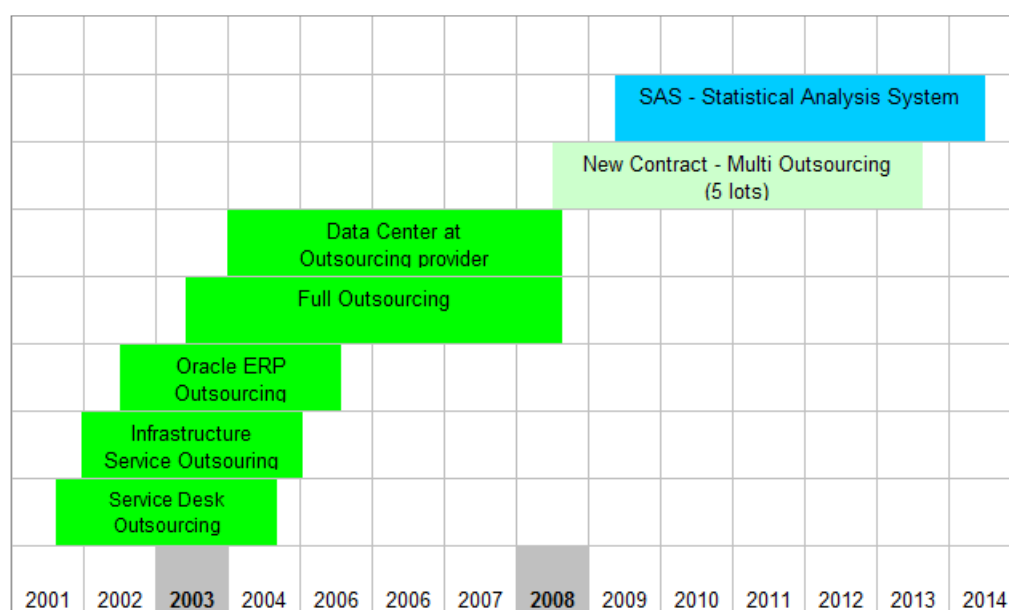 SAS - Statistical Analysis System
New Contract - Multi Outsourcing
(5 lots)
Data Center at
Outsourcing provider
Full Outsourcing
Oracle ERP
Outsourcing
Infrastructure
Service Outsouring
Service Desk
Outsourcing
2001 2002 2003 2004 2006 2006 2007 2008 2009 2010 2011 2012 2013 2014